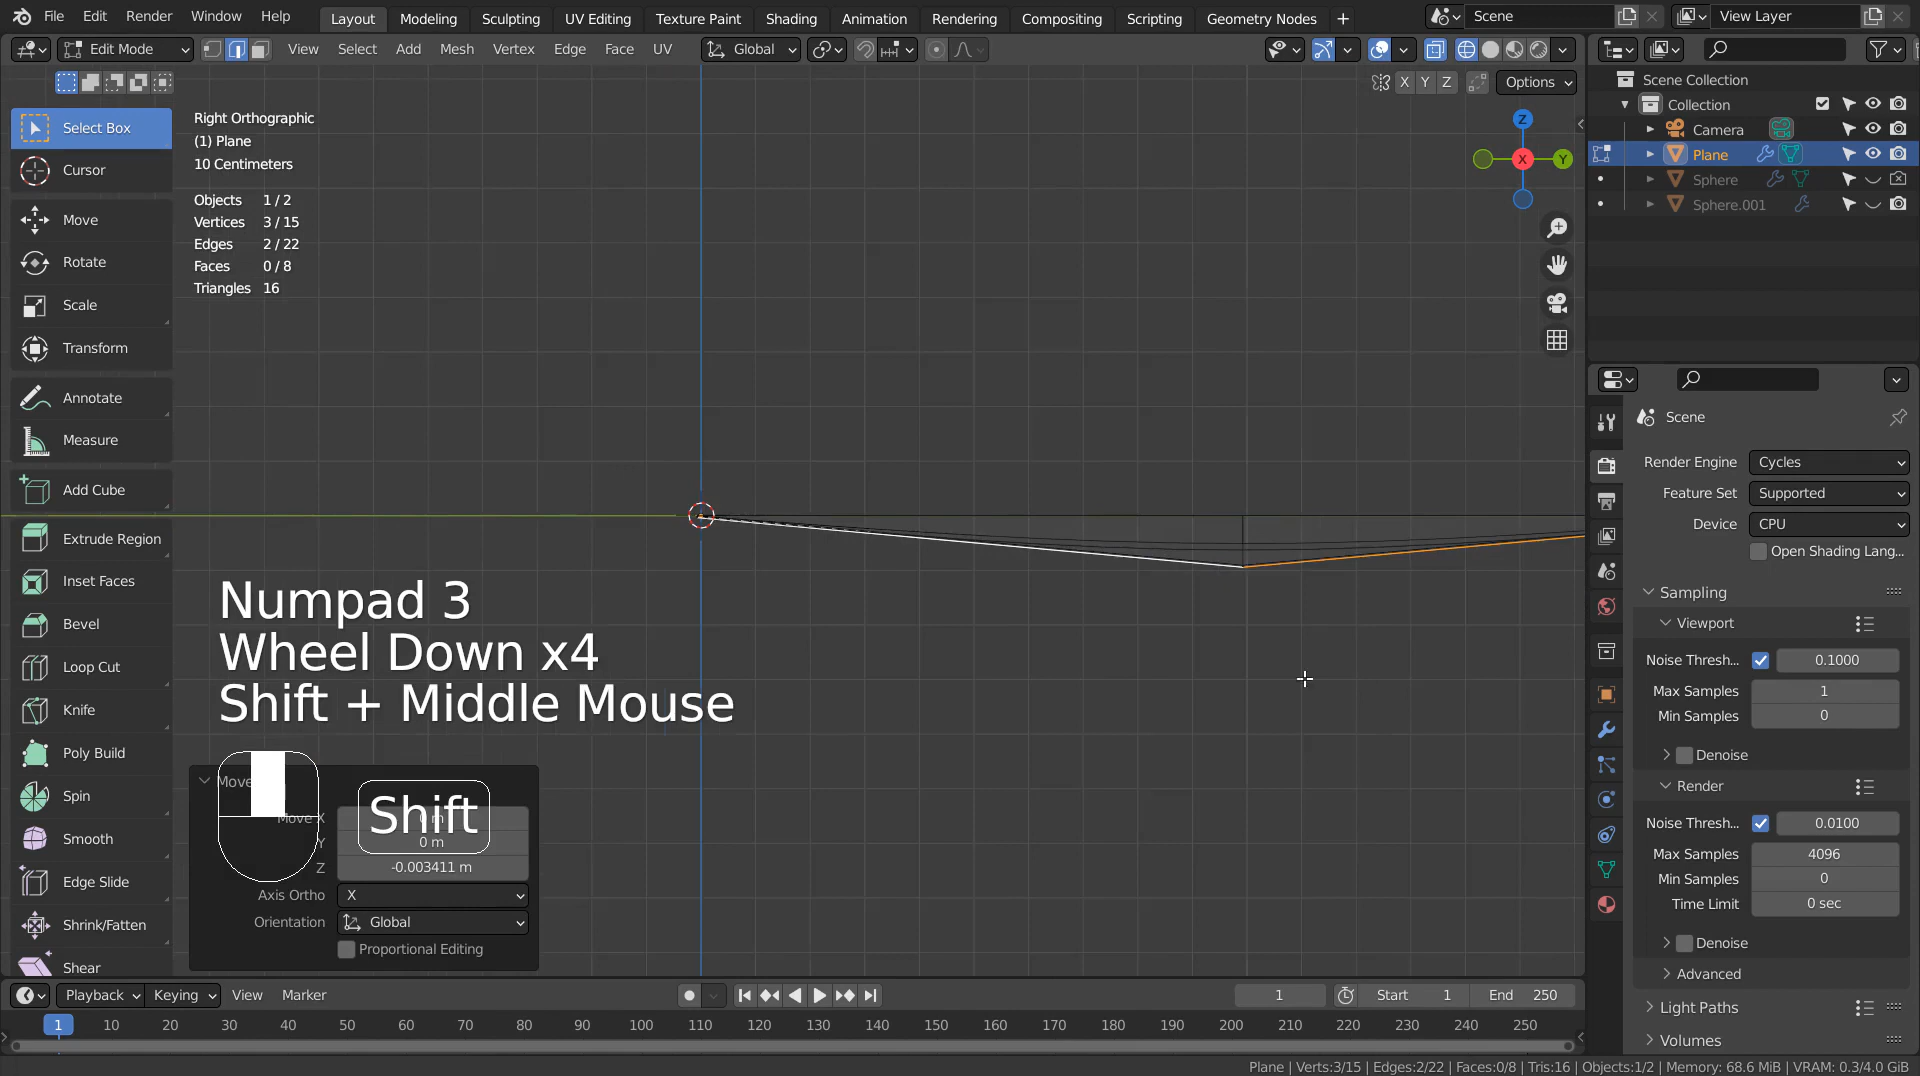 File Edit Render Window Help Layout Modeling Sculpting UV Editing Texture Paint Shading Animation Rendering Compositing Scripting Geometry Nodes + Scene View Layer
Edit Mode View Select Add Mesh Vertex Edge Face UV Global
X Y Z Options
Select Box
Cursor
Move
Rotate
Scale
Transform
Annotate
Measure
Add Cube
Extrude Region
Inset Faces
Bevel
Loop Cut
Knife
Poly Build
Spin
Smooth
Edge Slide
Shrink/Fatten
Shear
Right Orthographic
(1) Plane
10 Centimeters
Objects 1 / 2
Vertices 3 / 15
Edges 2 / 22
Faces 0 / 8
Triangles 16
Z
X
Y
Numpad 3
Wheel Down x4
Shift + Middle Mouse
Shift
Move
Move X 0 m
Y 0 m
Z -0.003411 m
Axis Ortho X
Orientation Global
Proportional Editing
Scene Collection
Collection
Camera
Plane
Sphere
Sphere.001
Scene
Render Engine Cycles
Feature Set Supported
Device CPU
Open Shading Lang...
Sampling
Viewport
Noise Thresh... 0.1000
Max Samples 1
Min Samples 0
Denoise
Render
Noise Thresh... 0.0100
Max Samples 4096
Min Samples 0
Time Limit 0 sec
Denoise
Advanced
Light Paths
Volumes
Playback Keying View Marker 1 Start 1 End 250
1 10 20 30 40 50 60 70 80 90 100 110 120 130 140 150 160 170 180 190 200 210 220 230 240 250
Plane | Verts:3/15 | Edges:2/22 | Faces:0/8 | Tris:16 | Objects:1/2 | Memory: 68.6 MiB | VRAM: 0.3/4.0 GiB